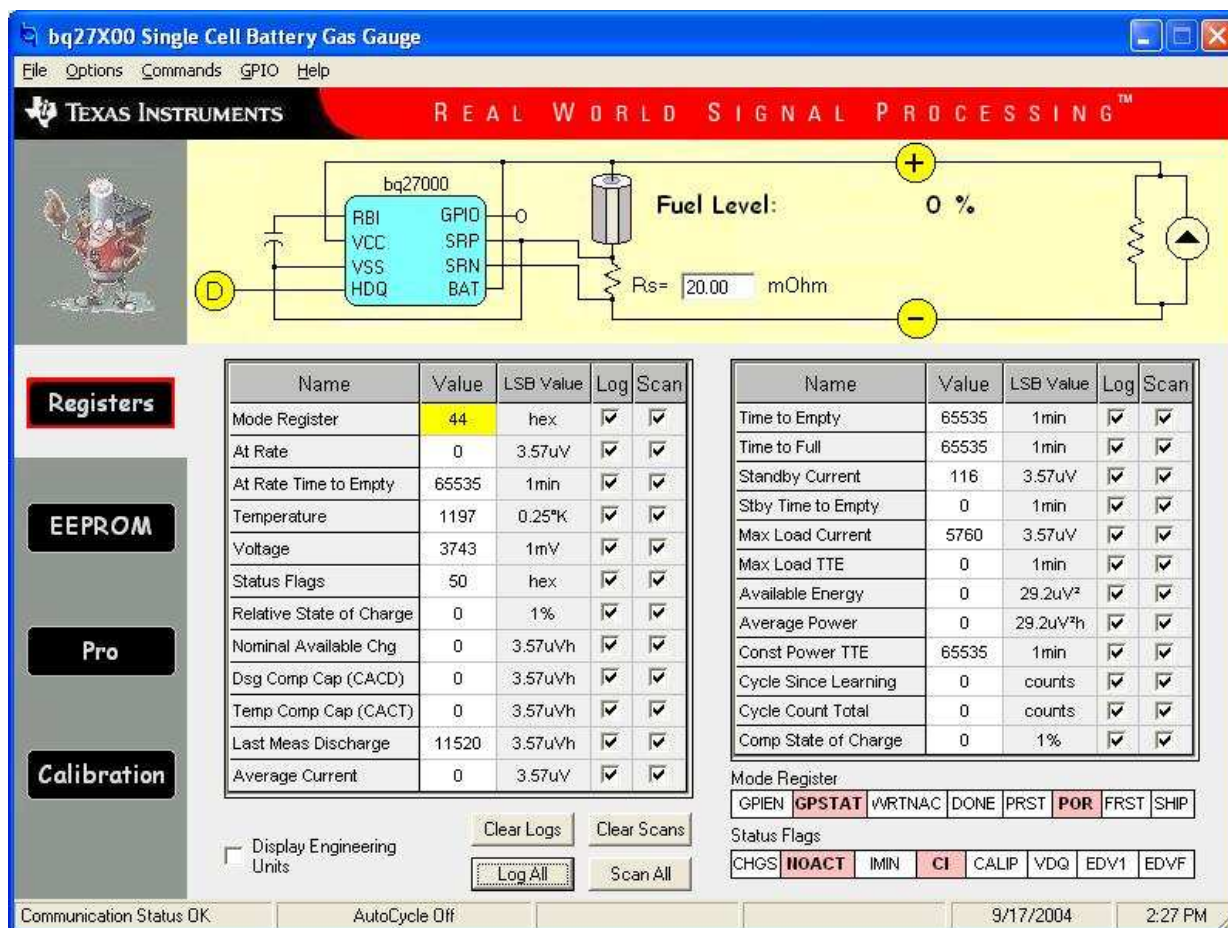 bq27X00 Single Cell Battery Gas Gauge
File Options Commands GPIO Help
TEXAS INSTRUMENTS REAL WORLD SIGNAL PROCESSING™
bq27000
RBI GPIO
VCC SRP
VSS SRN
HDQ BAT
D
Fuel Level: 0 %
Rs= 20.00 mOhm
+
−
Registers
EEPROM
Pro
Calibration
Name Value LSB Value Log Scan
Mode Register 44 hex
At Rate 0 3.57uV
At Rate Time to Empty 65535 1min
Temperature 1197 0.25°K
Voltage 3743 1mV
Status Flags 50 hex
Relative State of Charge 0 1%
Nominal Available Chg 0 3.57uVh
Dsg Comp Cap (CACD) 0 3.57uVh
Temp Comp Cap (CACT) 0 3.57uVh
Last Meas Discharge 11520 3.57uVh
Average Current 0 3.57uV
Name Value LSB Value Log Scan
Time to Empty 65535 1min
Time to Full 65535 1min
Standby Current 116 3.57uV
Stby Time to Empty 0 1min
Max Load Current 5760 3.57uV
Max Load TTE 0 1min
Available Energy 0 29.2uV²
Average Power 0 29.2uV²h
Const Power TTE 65535 1min
Cycle Since Learning 0 counts
Cycle Count Total 0 counts
Comp State of Charge 0 1%
Mode Register
GPIEN GPSTAT WRTNAC DONE PRST POR FRST SHIP
Status Flags
CHGS NOACT IMIN CI CALIP VDQ EDV1 EDVF
Display Engineering
Units
Clear Logs Clear Scans
Log All Scan All
Communication Status OK AutoCycle Off 9/17/2004 2:27 PM